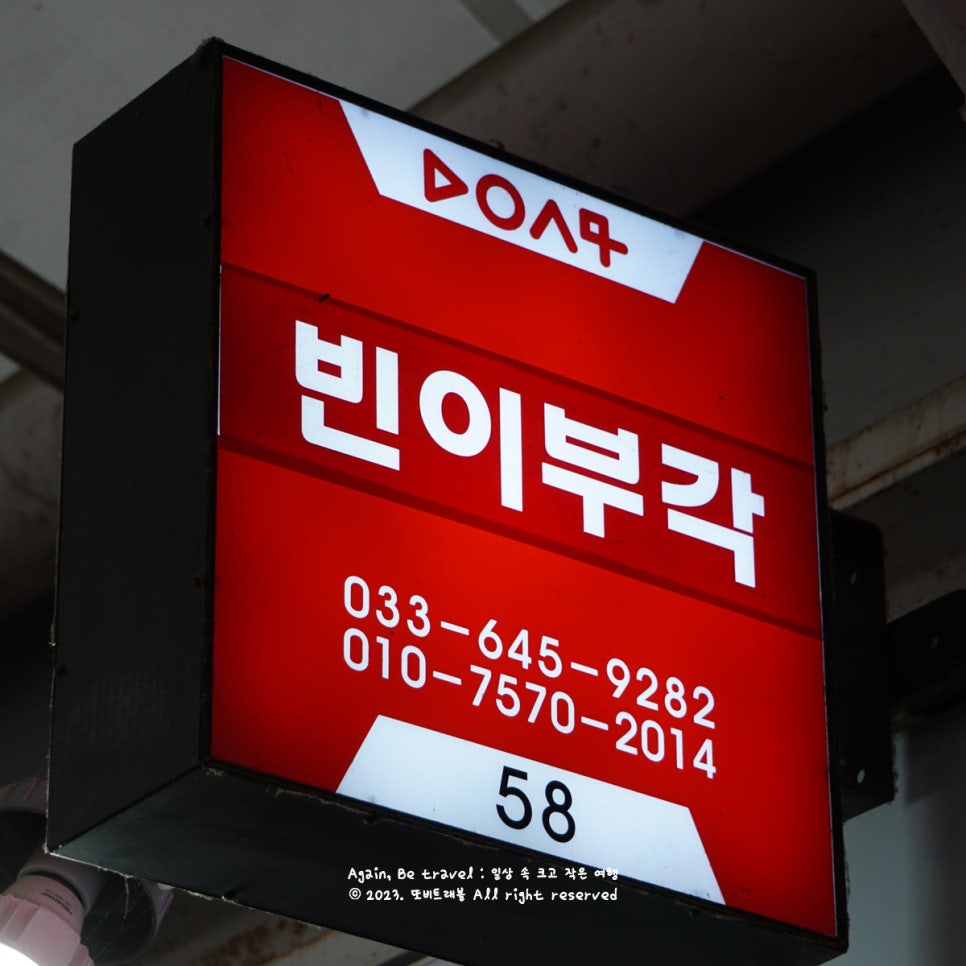 빈이부각
033-645-9282
010-7570-2014
58
Again, Be travel : 일상 속 크고 작은 여행
© 2023. 또비트래블 All right reserved